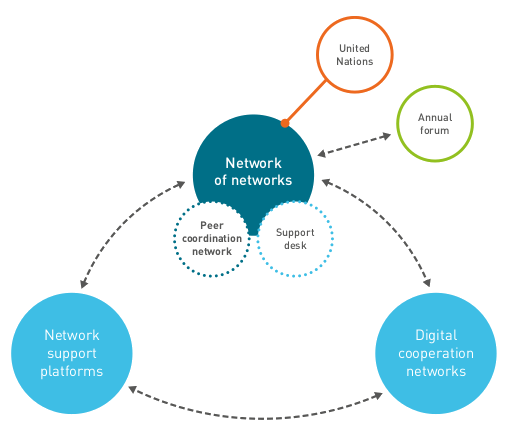 United
Nations
Annual
forum
Network
of networks
Peer
coordination
network
Support
desk
Network
support
platforms
Digital
cooperation
networks